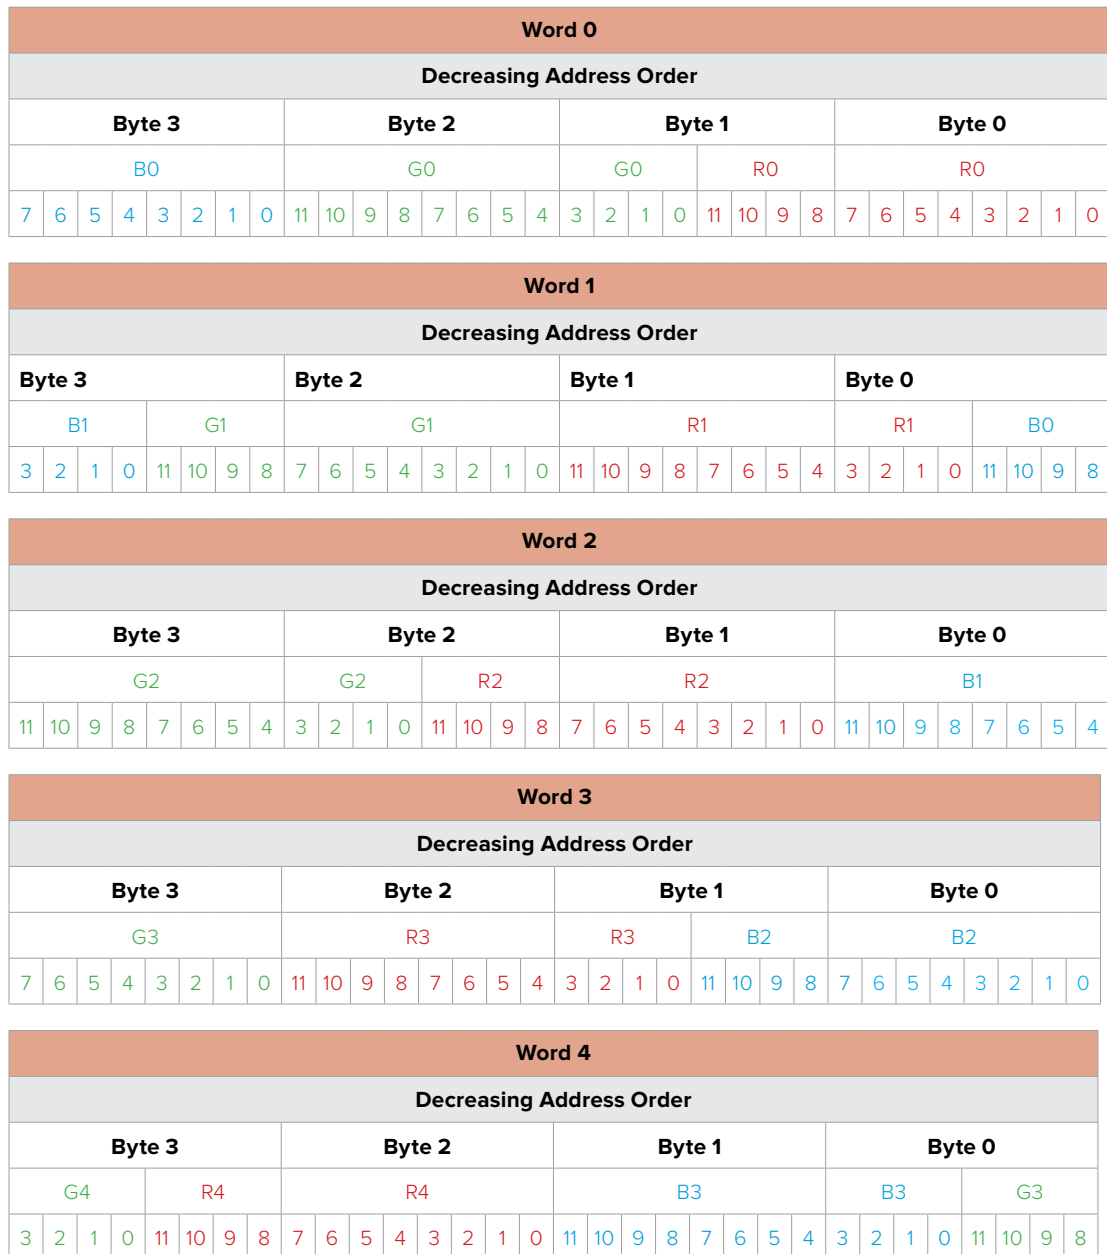 Word 0
Decreasing Address Order
Byte 3 Byte 2 Byte 1 Byte 0
B0 G0 G0 R0 R0
7 6 5 4 3 2 1 0 11 10 9 8 7 6 5 4 3 2 1 0 11 10 9 8 7 6 5 4 3 2 1 0
Word 1
Decreasing Address Order
Byte 3 Byte 2 Byte 1 Byte 0
B1 G1 G1 R1 R1 B0
3 2 1 0 11 10 9 8 7 6 5 4 3 2 1 0 11 10 9 8 7 6 5 4 3 2 1 0 11 10 9 8
Word 2
Decreasing Address Order
Byte 3 Byte 2 Byte 1 Byte 0
G2 G2 R2 R2 B1
11 10 9 8 7 6 5 4 3 2 1 0 11 10 9 8 7 6 5 4 3 2 1 0 11 10 9 8 7 6 5 4
Word 3
Decreasing Address Order
Byte 3 Byte 2 Byte 1 Byte 0
G3 R3 R3 B2 B2
7 6 5 4 3 2 1 0 11 10 9 8 7 6 5 4 3 2 1 0 11 10 9 8 7 6 5 4 3 2 1 0
Word 4
Decreasing Address Order
Byte 3 Byte 2 Byte 1 Byte 0
G4 R4 R4 B3 B3 G3
3 2 1 0 11 10 9 8 7 6 5 4 3 2 1 0 11 10 9 8 7 6 5 4 3 2 1 0 11 10 9 8